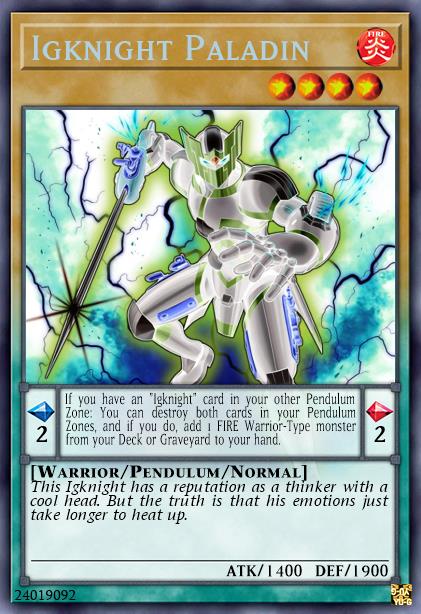 IGKNIGHT PALADIN
FIRE
炎
If you have an "Igknight" card in your other Pendulum
Zone: You can destroy both cards in your Pendulum
Zones, and if you do, add 1 FIRE Warrior-Type monster
from your Deck or Graveyard to your hand.
2
2
[WARRIOR/PENDULUM/NORMAL]
This Igknight has a reputation as a thinker with a
cool head. But the truth is that his emotions just
take longer to heat up.
ATK/1400 DEF/1900
24019092